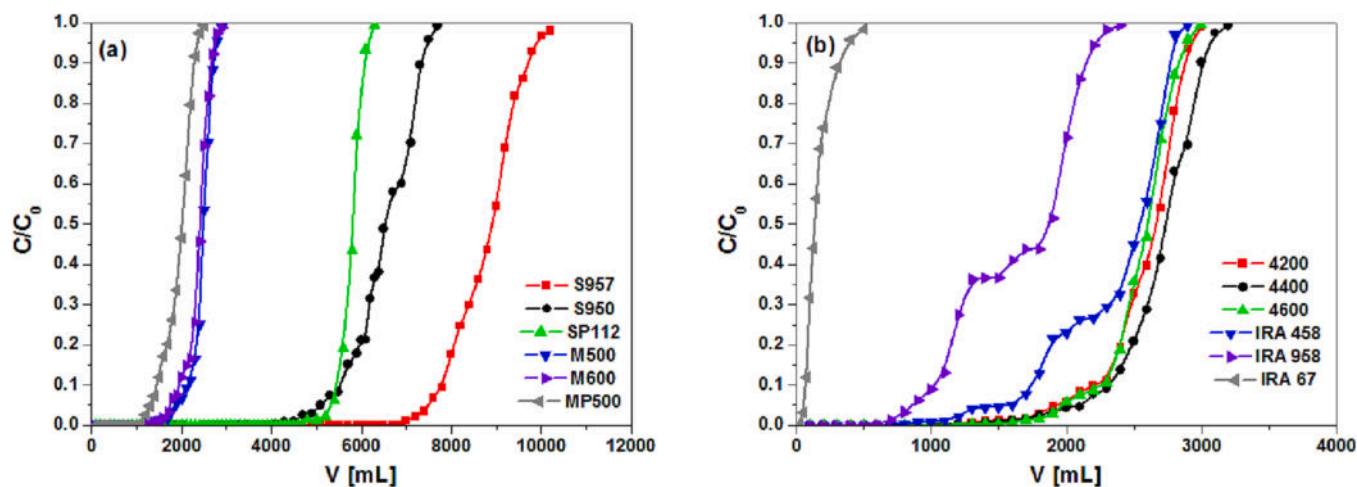 (a)
C/C0
1.0
0.9
0.8
0.7
0.6
0.5
0.4
0.3
0.2
0.1
0.0
S957
S950
SP112
M500
M600
MP500
0 2000 4000 6000 8000 10000 12000
V [mL]
(b)
C/C0
1.0
0.9
0.8
0.7
0.6
0.5
0.4
0.3
0.2
0.1
0.0
4200
4400
4600
IRA 458
IRA 958
IRA 67
0 1000 2000 3000 4000
V [mL]